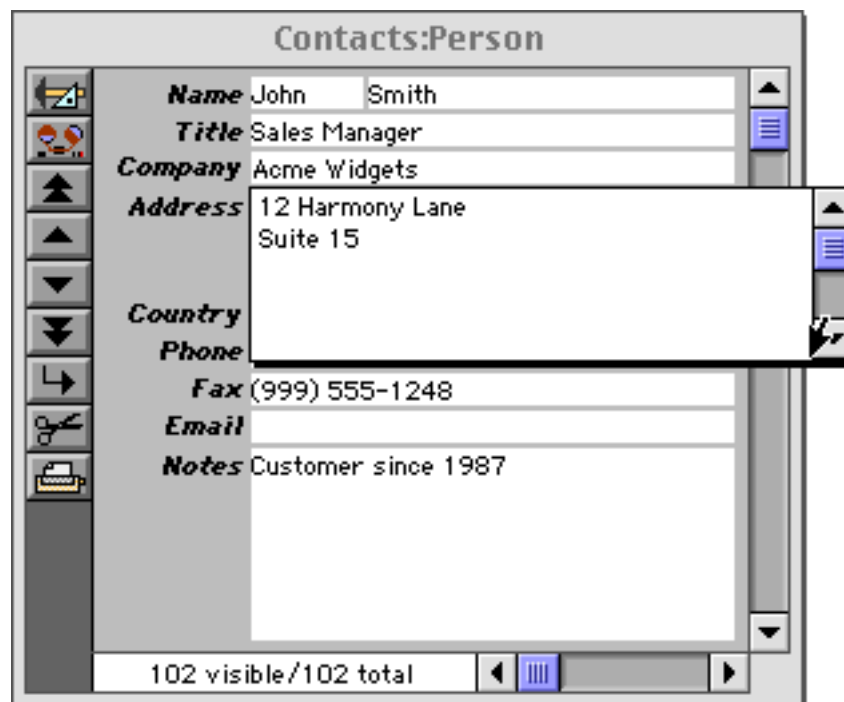 Contacts:Person
Name John Smith
Title Sales Manager
Company Acme Widgets
Address 12 Harmony Lane
Suite 15
Country
Phone
Fax (999) 555-1248
Email
Notes Customer since 1987
102 visible/102 total